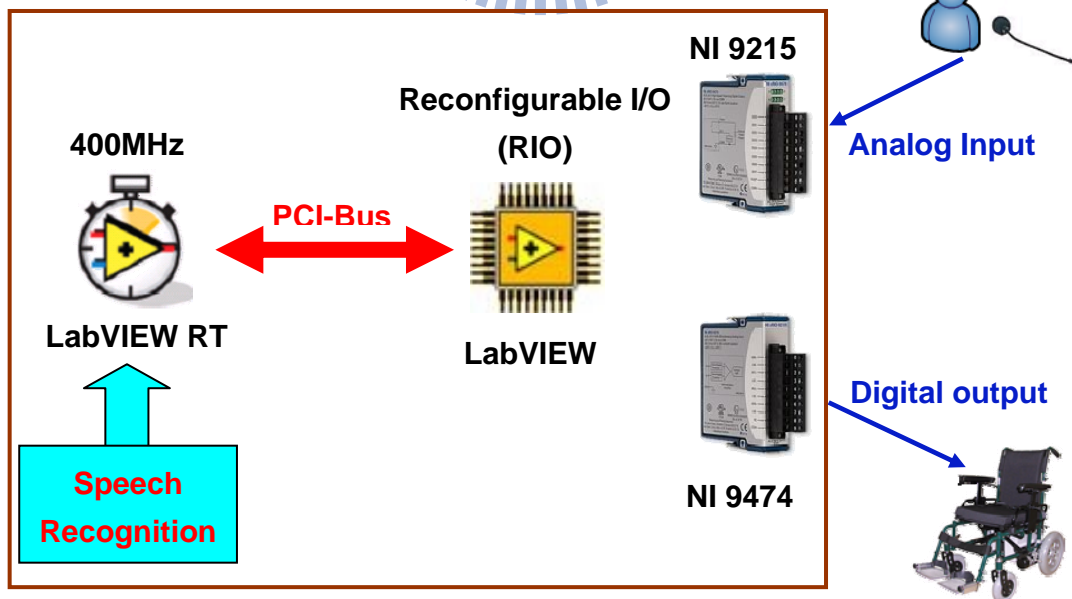 NI 9215
Reconfigurable I/O
(RIO)
400MHz
Analog Input
PCI-Bus
LabVIEW RT
LabVIEW
Digital output
Speech
Recognition
NI 9474